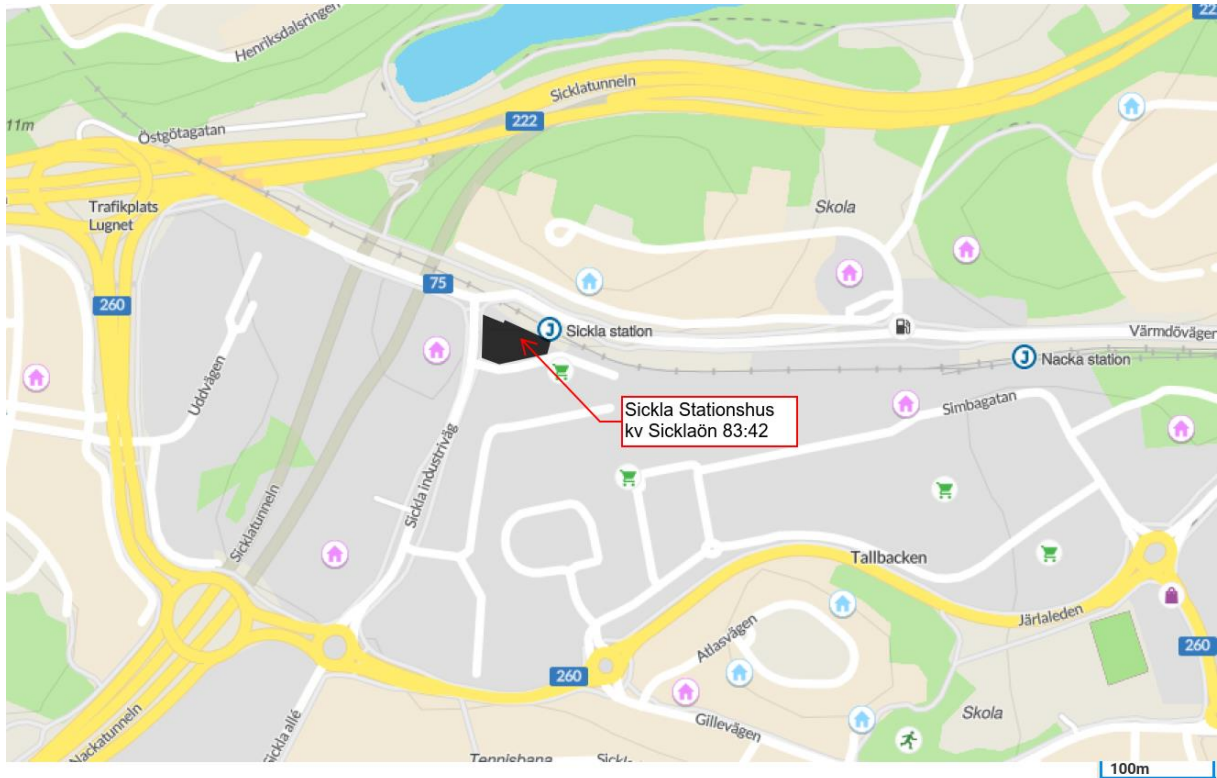 Henriksdalsringen
222
11m
Sicklatunneln
Östgötagatan
222
Trafikplats
Lugnet
Skola
75
260
Sickla station
Värmdövägen
Nacka station
Uddvägen
Sickla Stationshus
kv Sicklaön 83:42
Simbagatan
Sickla industriväg
Sicklatunneln
Tallbacken
Järlaleden
Atlasvägen
260
260
Gillevägen
Skola
Nackatunneln
Sickla allé
Tennisbana
100m